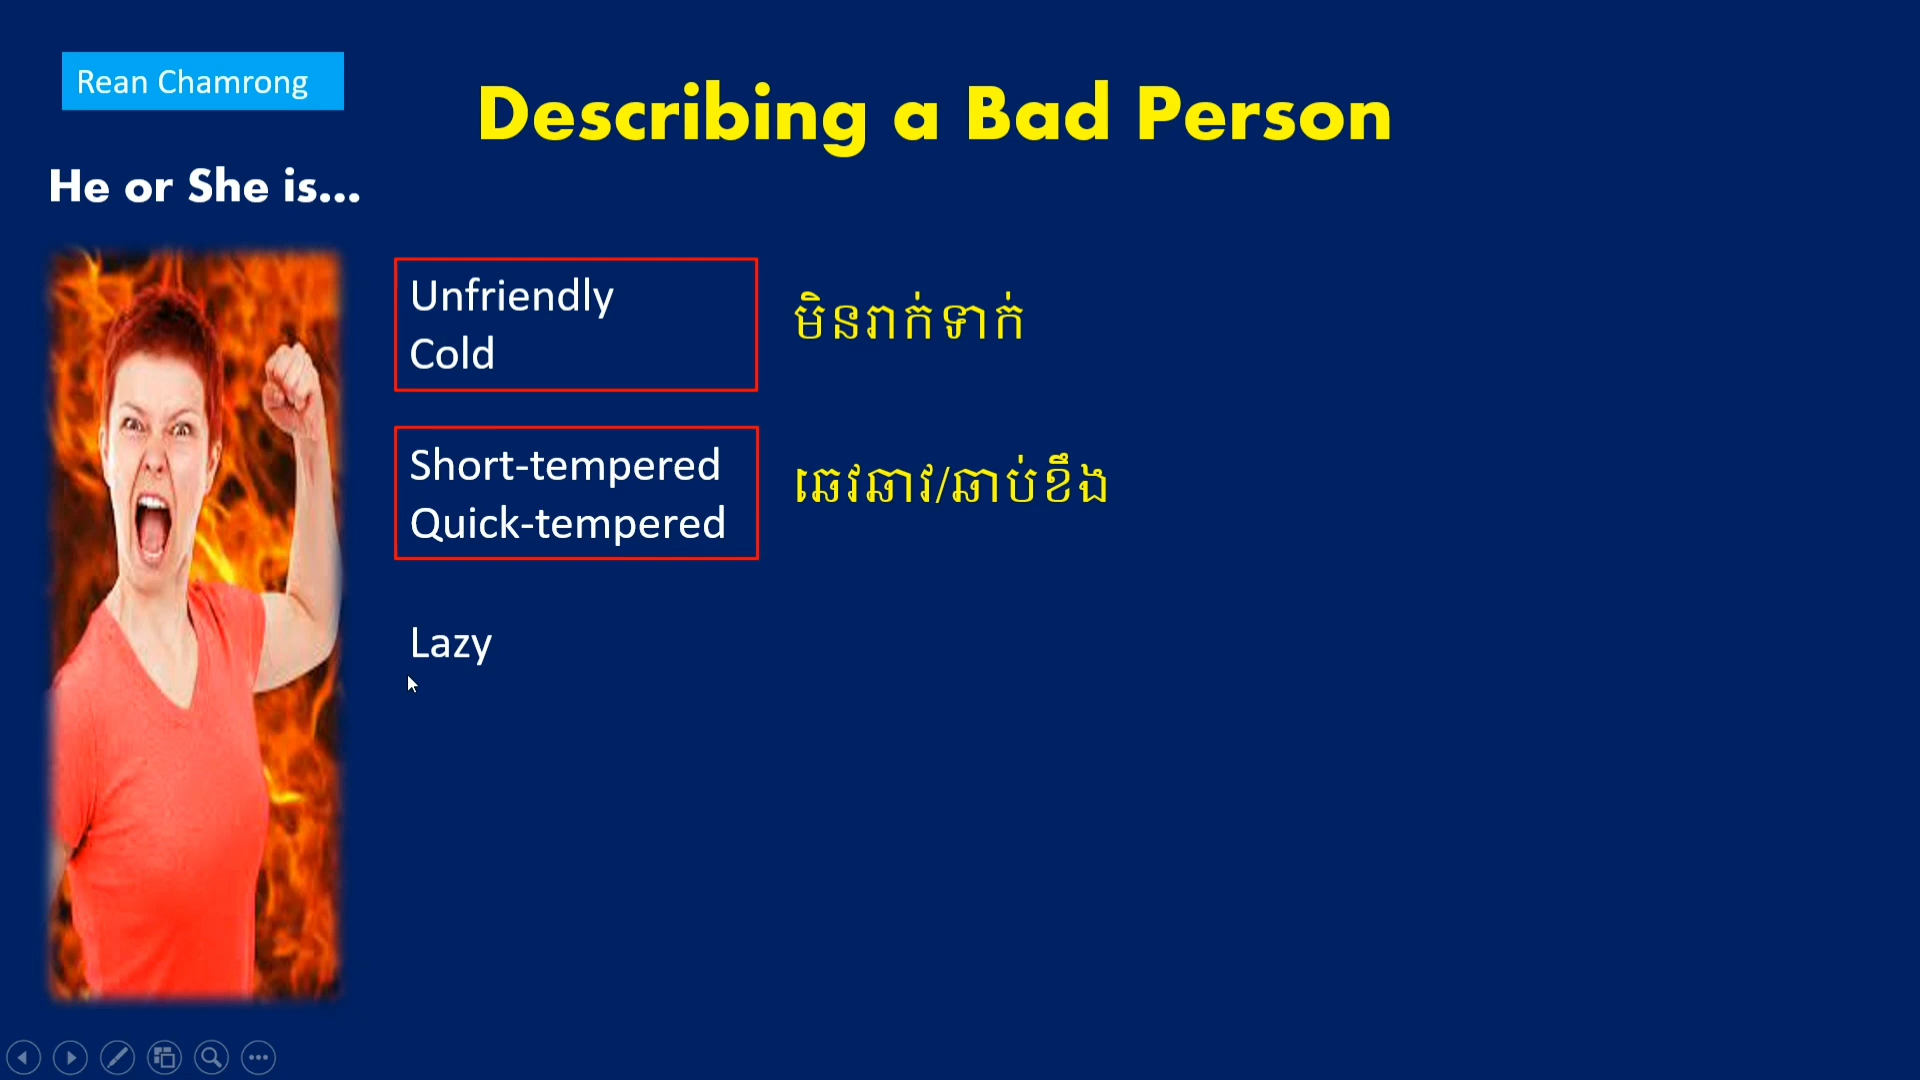 Rean Chamrong
Describing a Bad Person
He or She is...
Unfriendly
Cold
មិនរាក់ទាក់
Short-tempered
Quick-tempered
ឆេវឆាវ/ឆាប់ខឹង
Lazy